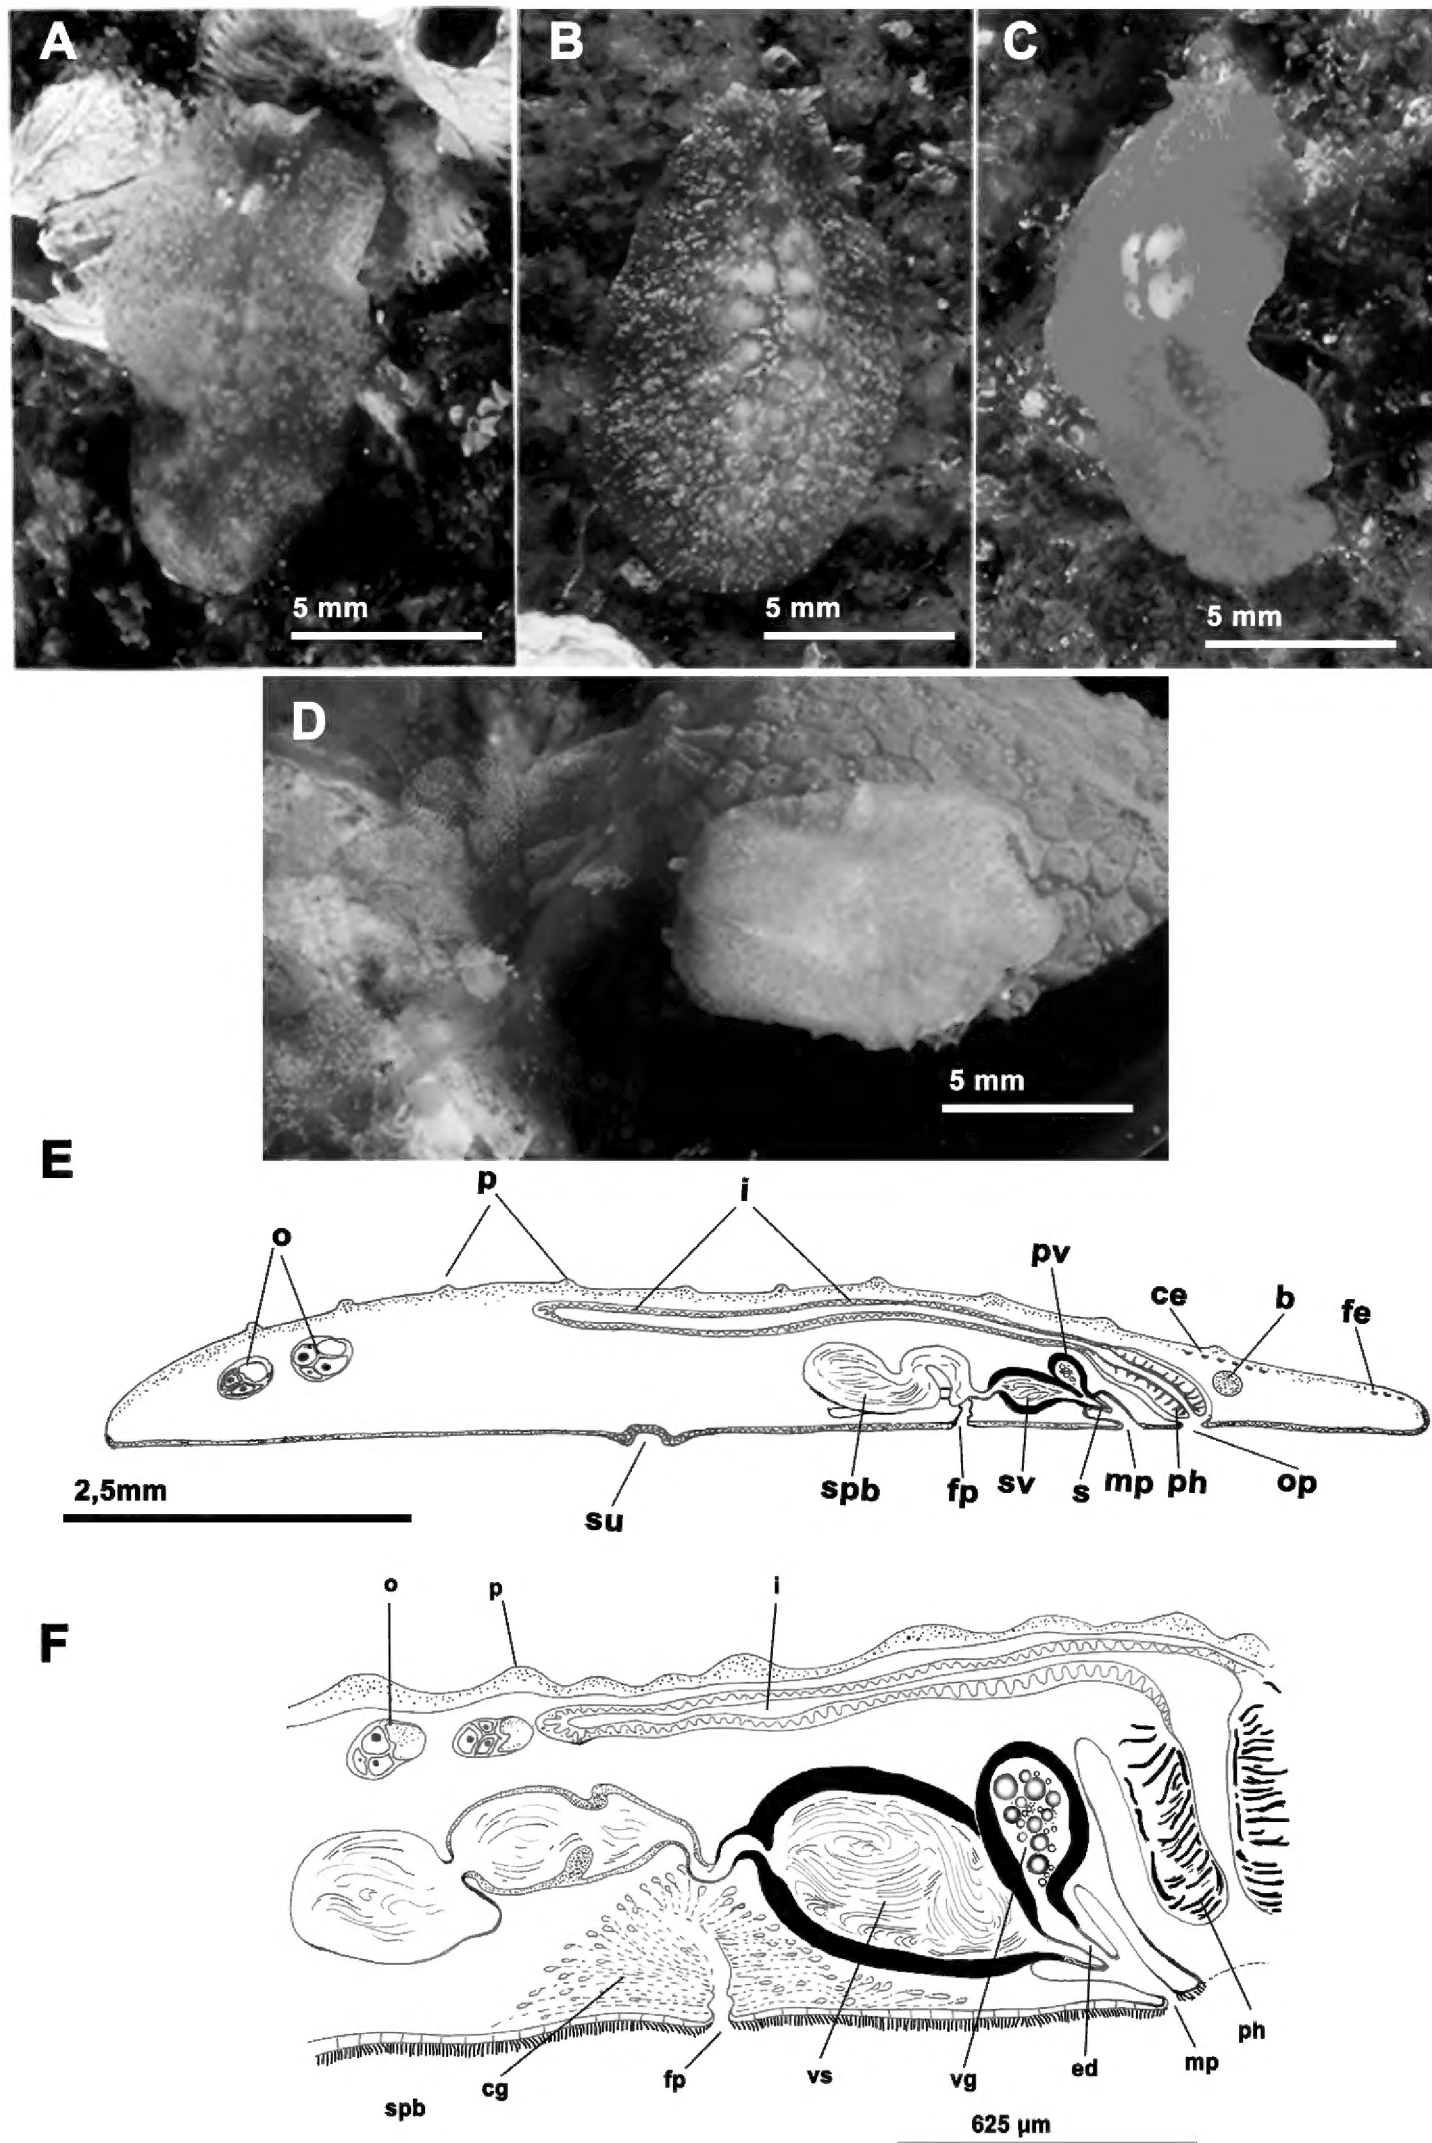 A B C
5 mm 5 mm 5 mm
D
5 mm
E
p i
o pv
ce b fe
2,5mm
spb fp sv s mp ph op
su
o p i
F
ph
cg fp vs vg ed mp
spb
625 µm